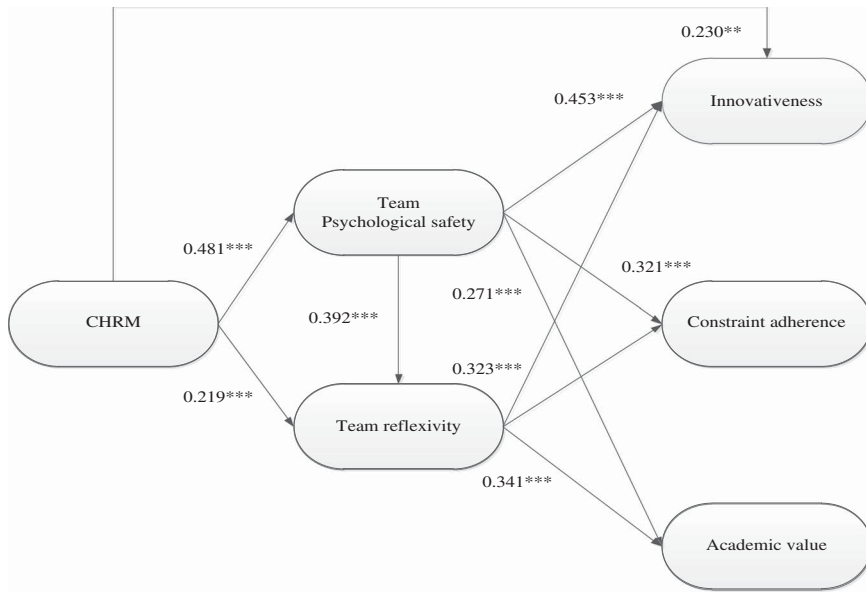 0.230**
Innovativeness
0.453***
Team
Psychological safety
0.481***
0.321***
0.271***
CHRM
0.392***
Constraint adherence
0.323***
0.219***
Team reflexivity
0.341***
Academic value